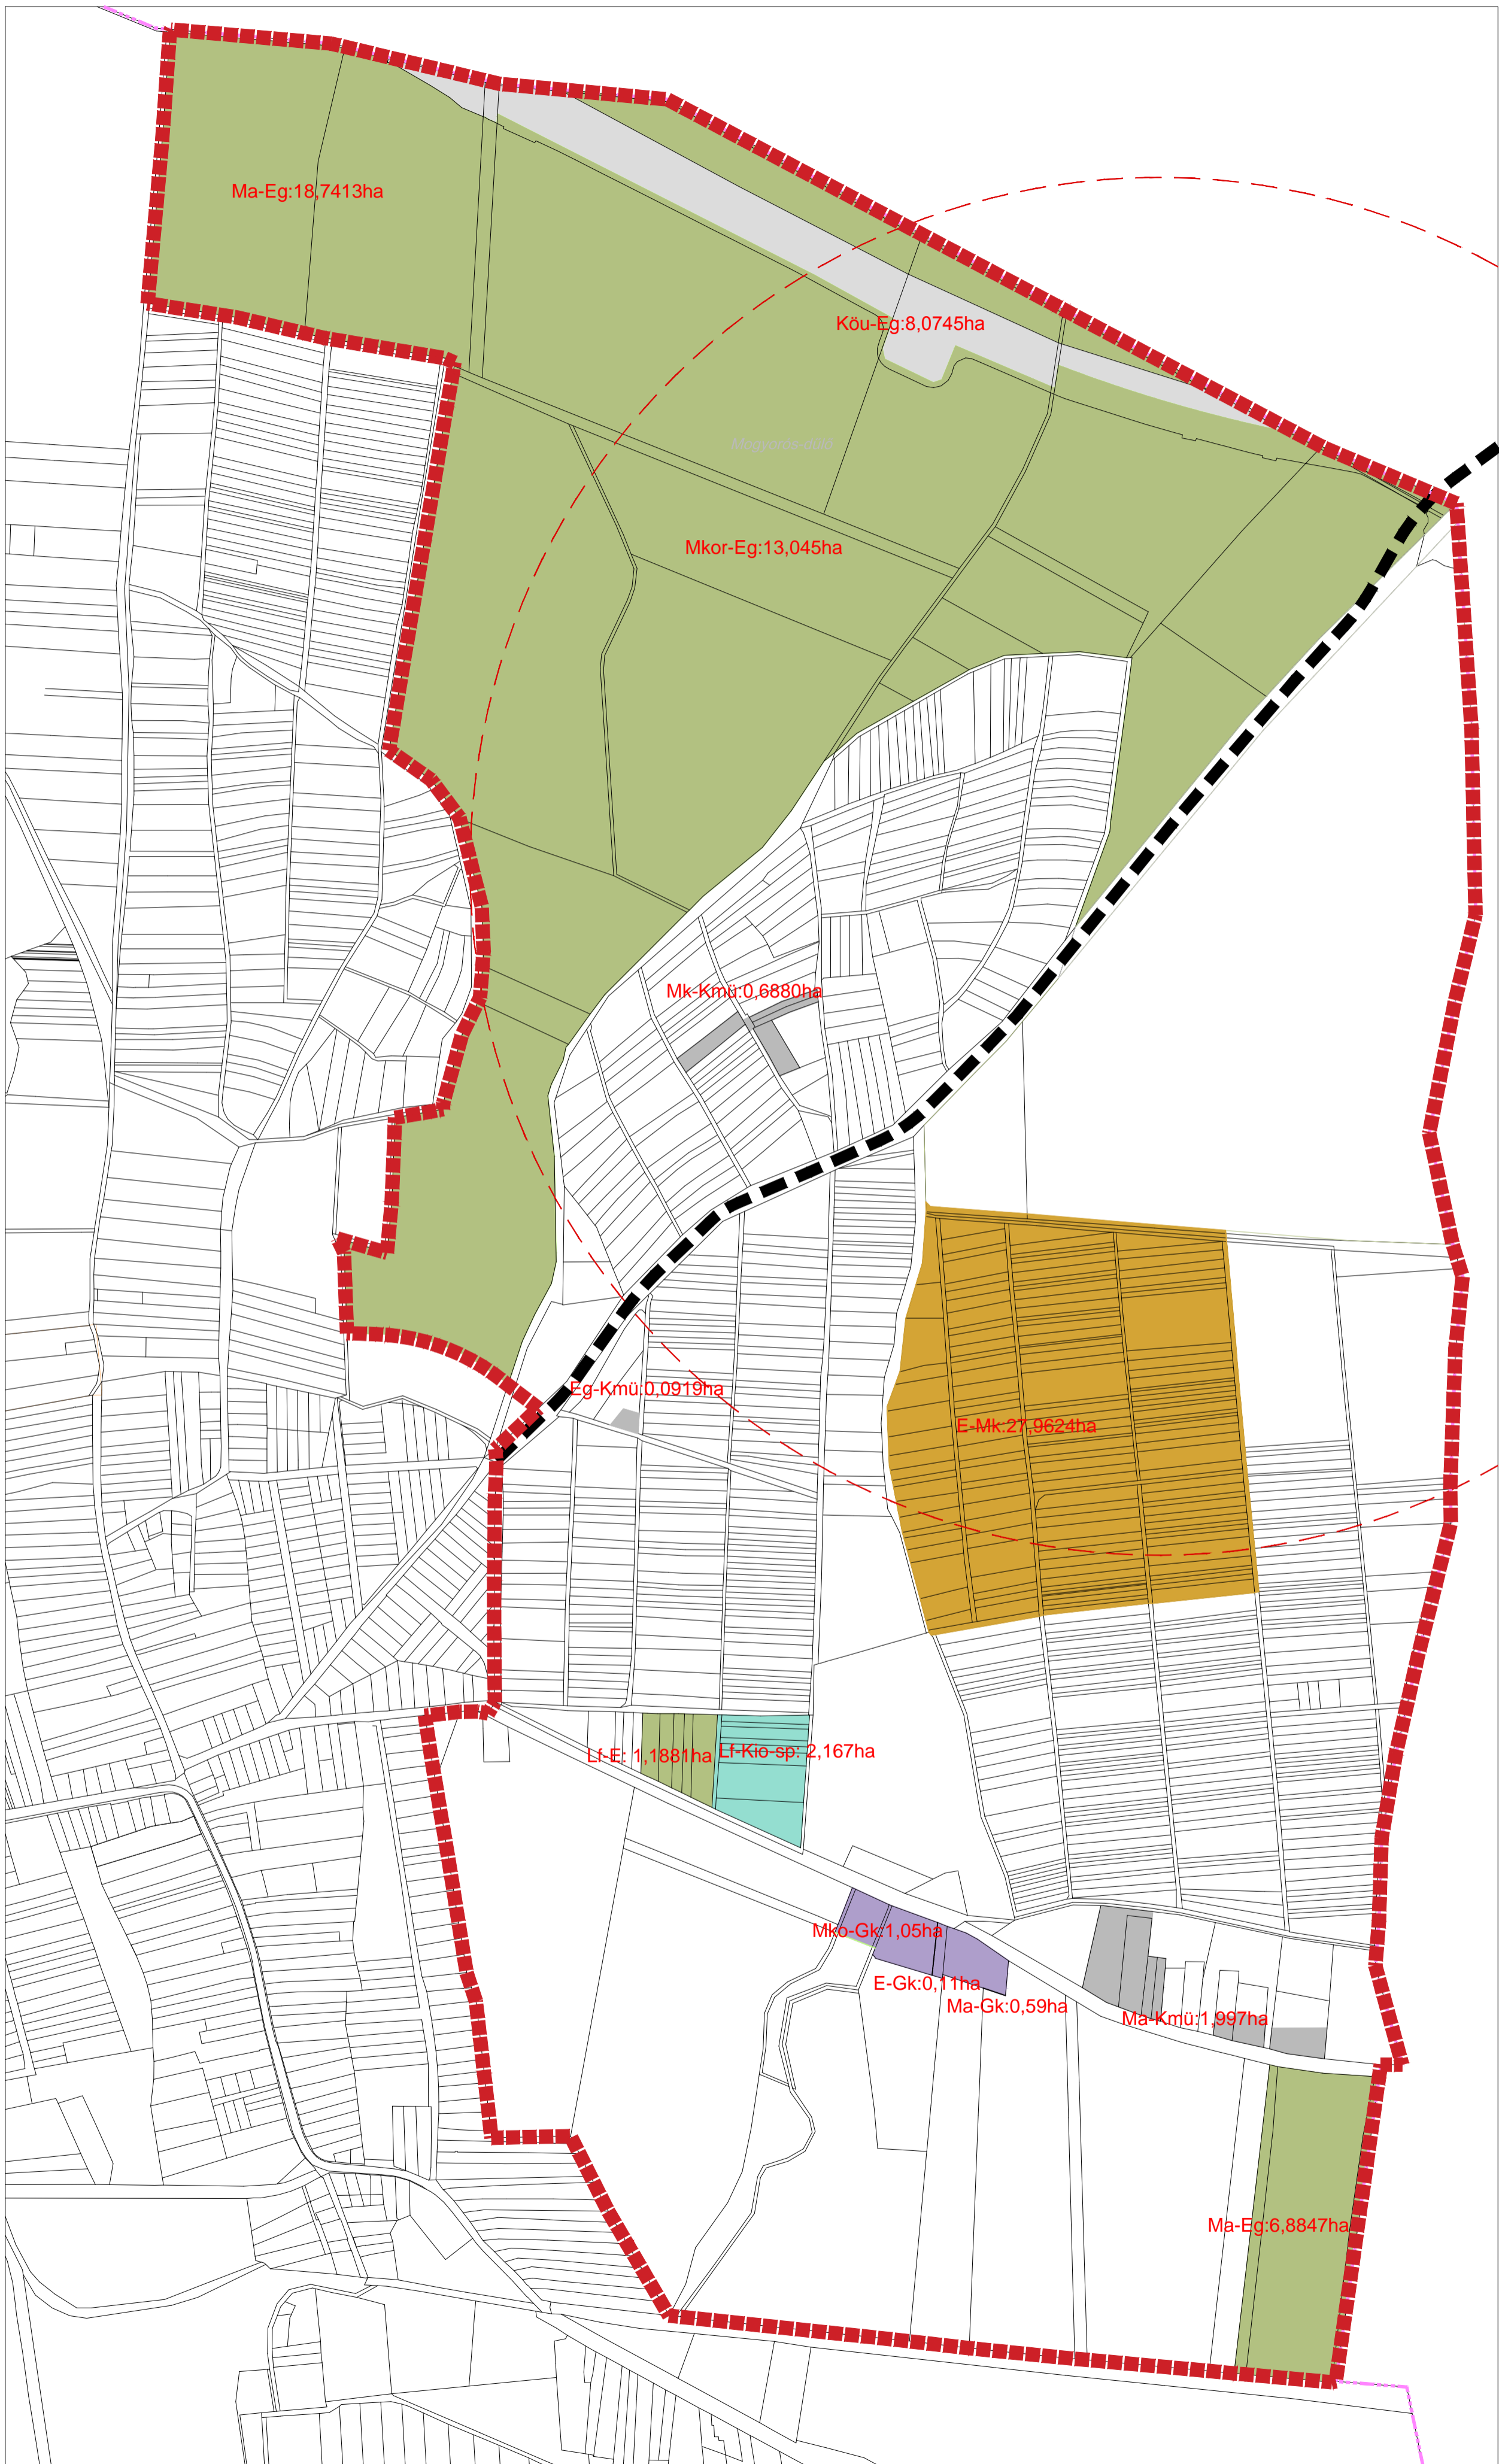 Ma-Eg:18,7413ha
Köu-Eg:8,0745ha
Mkor-Eg:13,045ha
Mk-Kmü:0,6880ha
Eg-Kmü:0,0919ha
E-Mk:27,9624ha
Lf-E: 1,1881ha
Lf-Kio-sp: 2,167ha
Mko-Gk:1,05ha
E-Gk:0,11ha
Ma-Gk:0,59ha
Ma-Kmü:1,997ha
Ma-Eg:6,8847ha